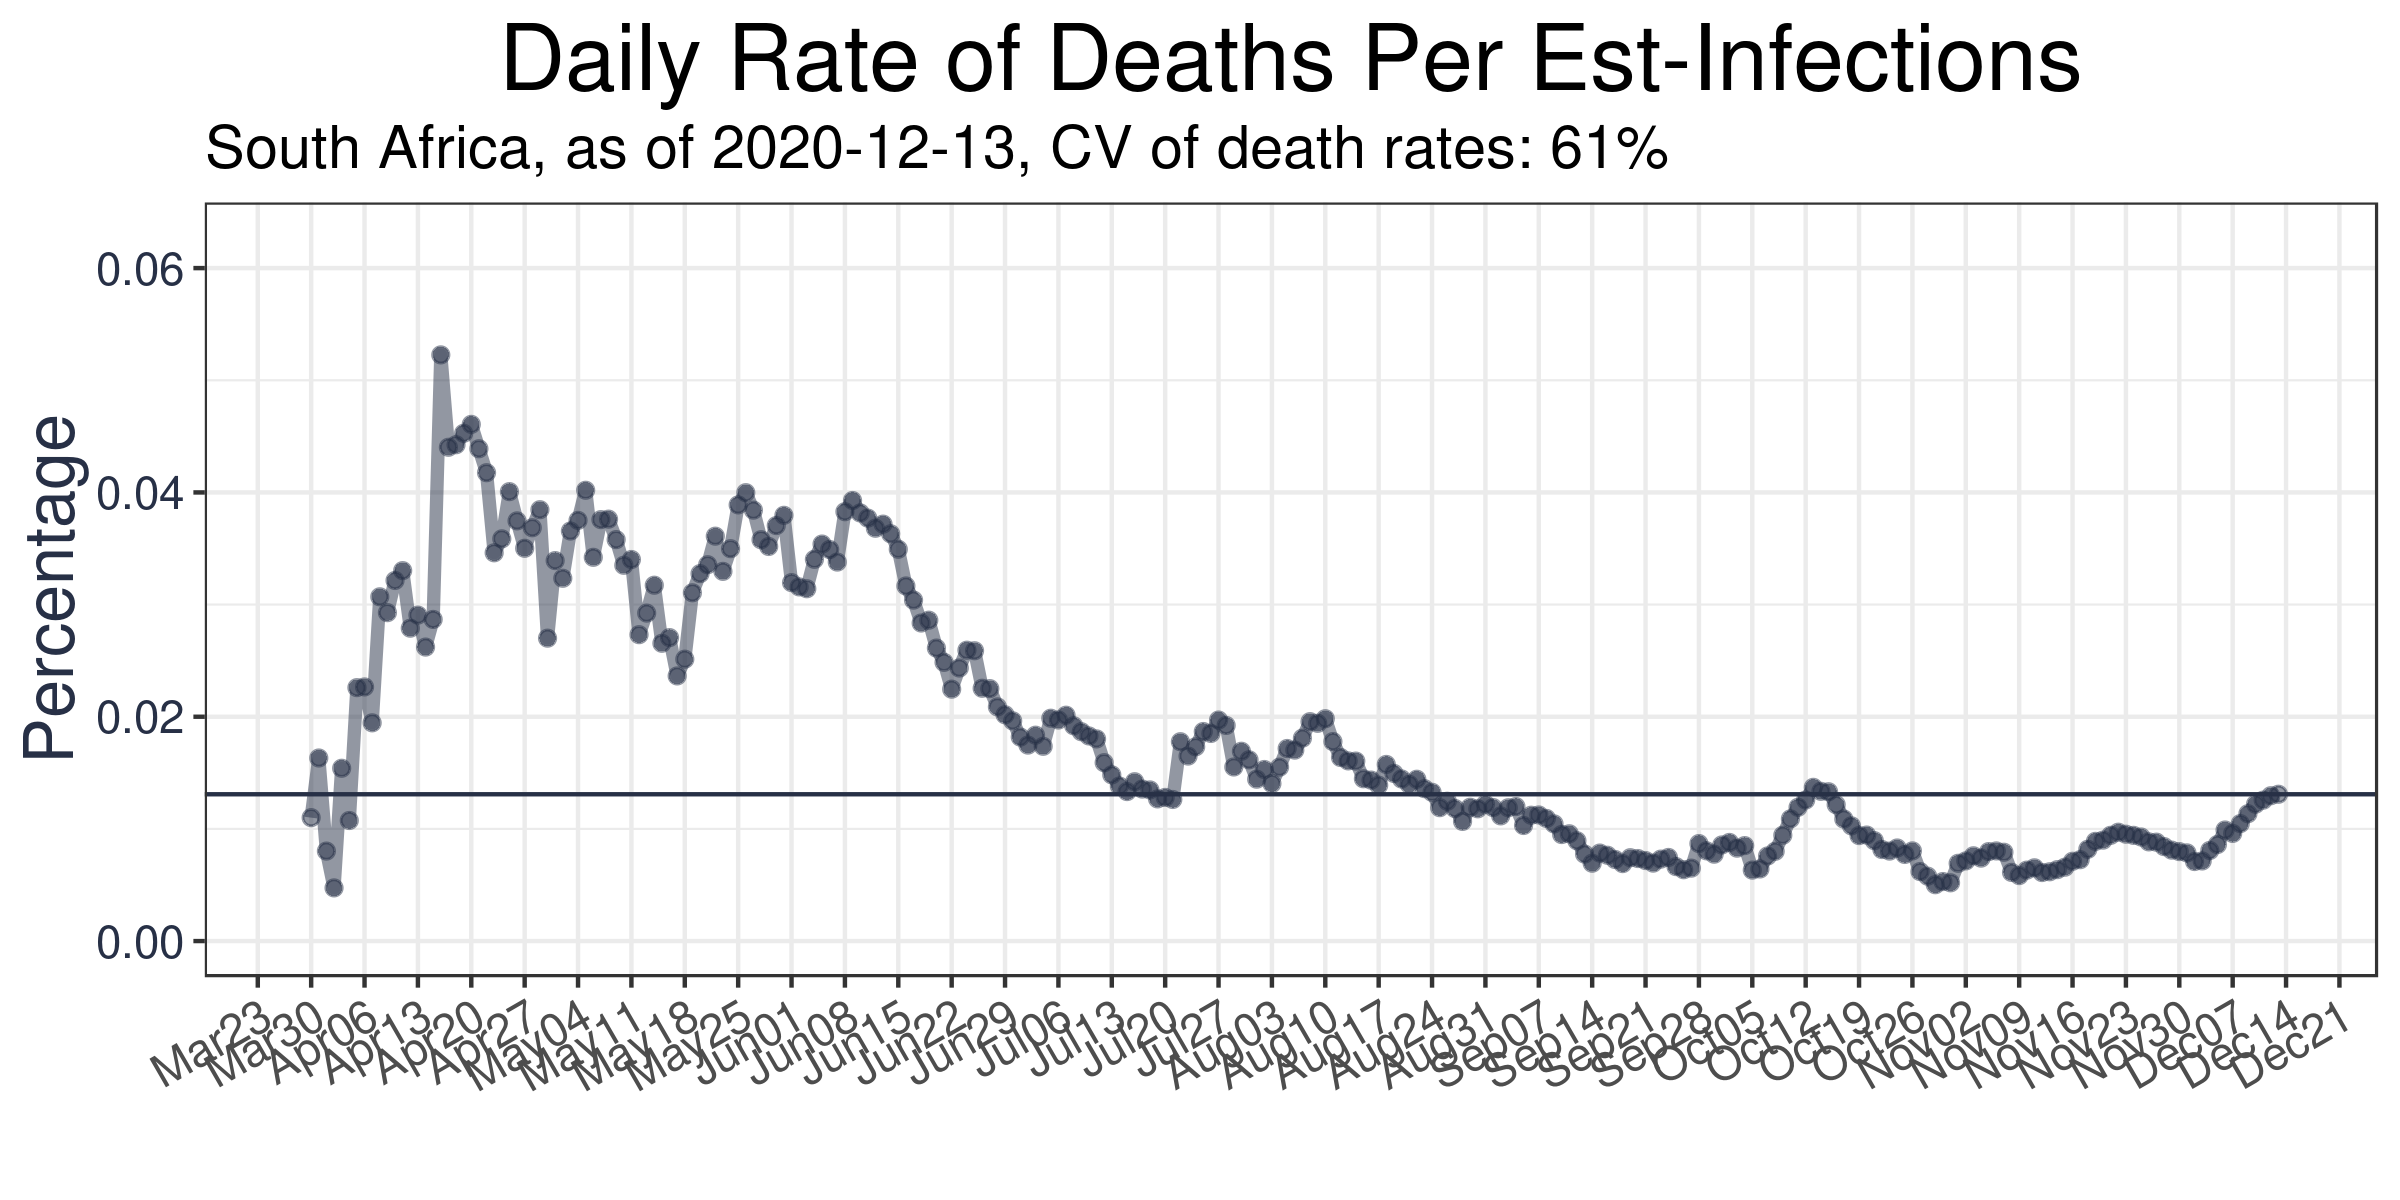 Daily Rate of Deaths Per Est-Infections
South Africa, as of 2020-12-13, CV of death rates: 61%
Percentage
0.06
0.04
0.02
0.00
Mar23
Mar30
Apr06
Apr13
Apr20
Apr27
May04
May11
May18
May25
Jun01
Jun08
Jun15
Jun22
Jun29
Jul06
Jul13
Jul20
Jul27
Aug03
Aug10
Aug17
Aug24
Aug31
Sep07
Sep14
Sep21
Sep28
Oct05
Oct12
Oct19
Oct26
Nov02
Nov09
Nov16
Nov23
Nov30
Dec07
Dec14
Dec21